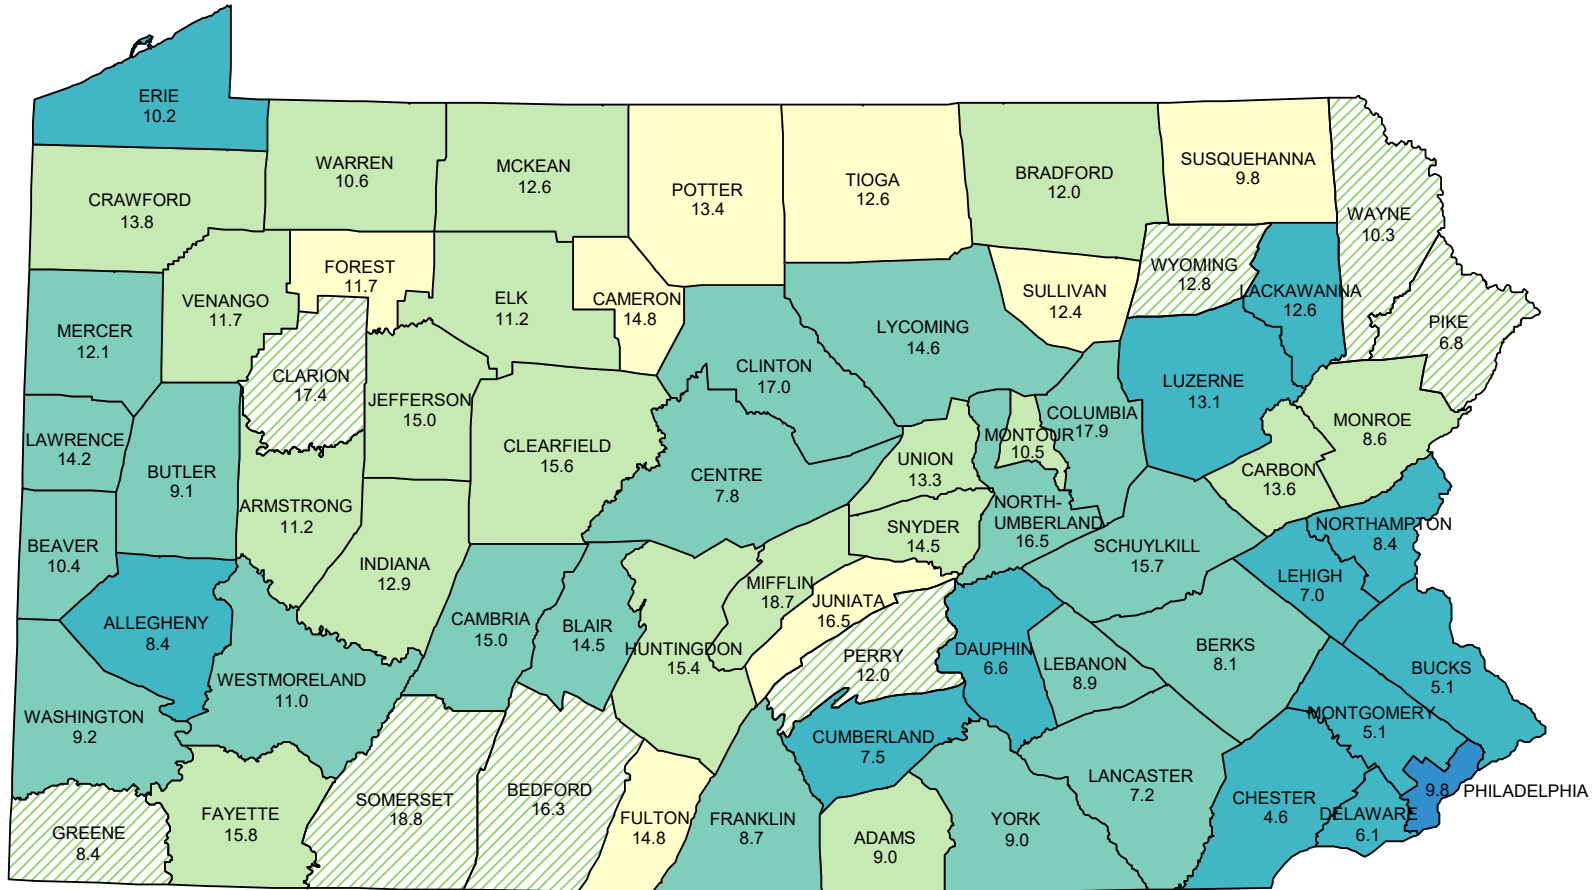 ERIE
10.2
WARREN
10.6
MCKEAN
12.6
POTTER
13.4
TIOGA
12.6
BRADFORD
12.0
SUSQUEHANNA
9.8
WAYNE
10.3
CRAWFORD
13.8
FOREST
11.7
VENANGO
11.7
ELK
11.2
CAMERON
14.8
SULLIVAN
12.4
WYOMING
12.8
LACKAWANNA
12.6
PIKE
6.8
MERCER
12.1
LYCOMING
14.6
CLARION
17.4
CLINTON
17.0
LUZERNE
13.1
JEFFERSON
15.0
COLUMBIA
17.9
MONROE
8.6
LAWRENCE
14.2
CLEARFIELD
15.6
MONTOUR
10.5
BUTLER
9.1
CENTRE
7.8
UNION
13.3
CARBON
13.6
ARMSTRONG
11.2
NORTH-
UMBERLAND
16.5
SNYDER
14.5
NORTHAMPTON
8.4
BEAVER
10.4
SCHUYLKILL
15.7
INDIANA
12.9
LEHIGH
7.0
MIFFLIN
18.7
JUNIATA
16.5
ALLEGHENY
8.4
CAMBRIA
15.0
BLAIR
14.5
HUNTINGDON
15.4
PERRY
12.0
DAUPHIN
6.6
LEBANON
8.9
BERKS
8.1
BUCKS
5.1
WESTMORELAND
11.0
WASHINGTON
9.2
MONTGOMERY
5.1
CUMBERLAND
7.5
LANCASTER
7.2
CHESTER
4.6
9.8 PHILADELPHIA
DELAWARE
6.1
GREENE
8.4
FAYETTE
15.8
SOMERSET
18.8
BEDFORD
16.3
FULTON
14.8
FRANKLIN
8.7
ADAMS
9.0
YORK
9.0